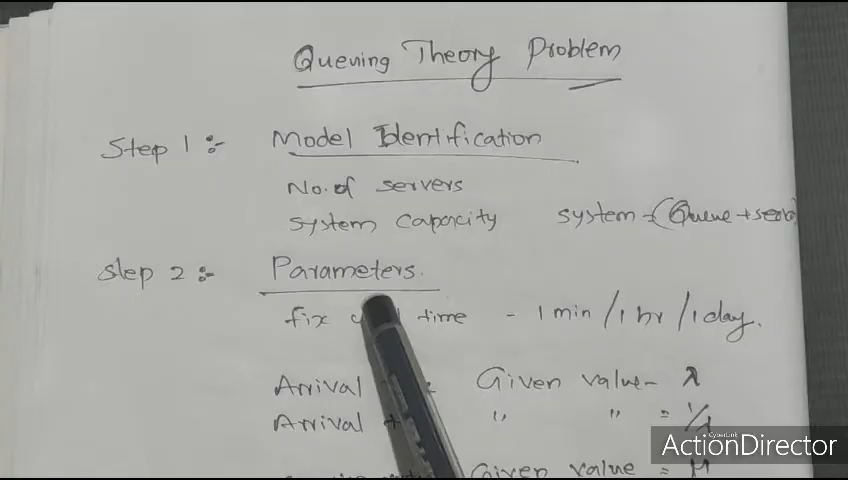 Queuing Theory Problem
Step 1 :- Model Identification
No. of servers
System capacity System - (Queue +
Step 2 :- Parameters.
fix time - 1 min / 1 hr / 1 day.
Arrival Given value - λ
Arrival " " = 1/λ
Given value = μ
CyberLink
ActionDirector